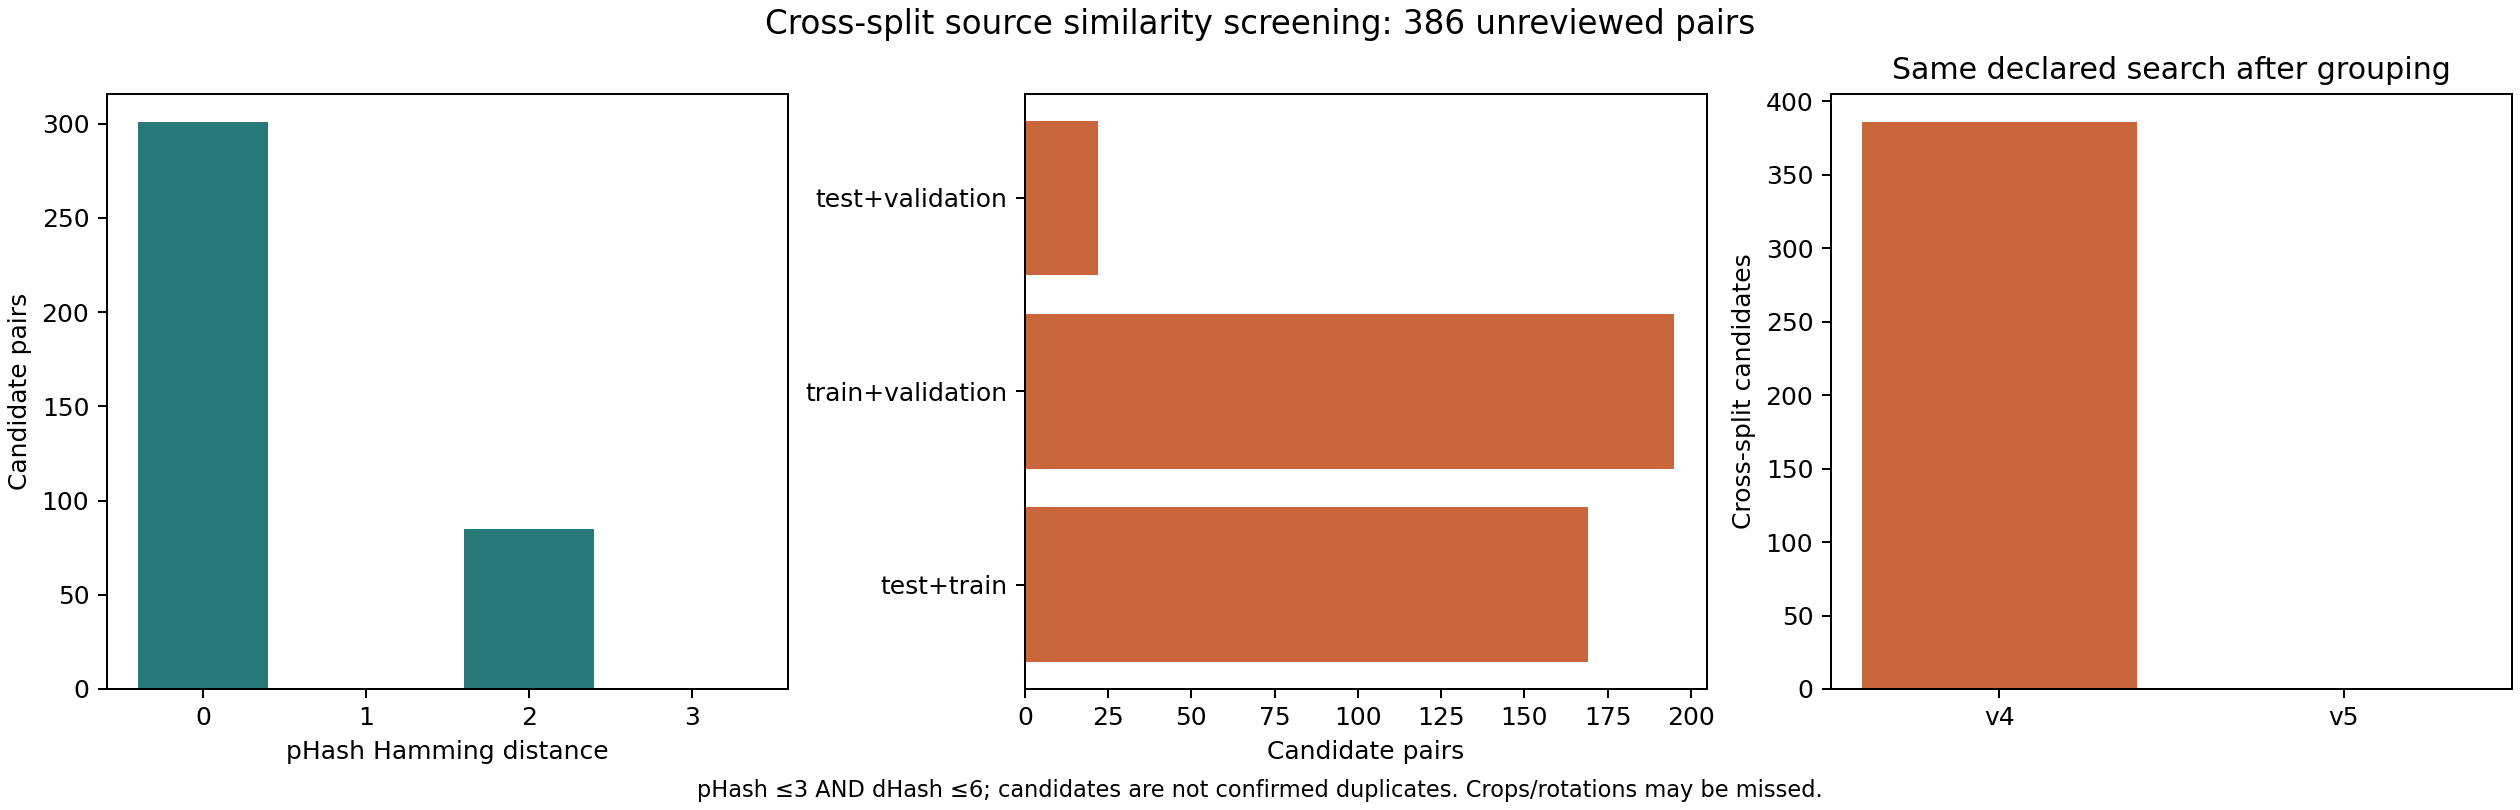 Cross-split source similarity screening: 386 unreviewed pairs
Candidate pairs
300
250
200
150
100
50
0
0 1 2 3
pHash Hamming distance
test+validation
train+validation
test+train
0 25 50 75 100 125 150 175 200
Candidate pairs
Same declared search after grouping
Cross-split candidates
400
350
300
250
200
150
100
50
0
v4 v5
pHash ≤3 AND dHash ≤6; candidates are not confirmed duplicates. Crops/rotations may be missed.